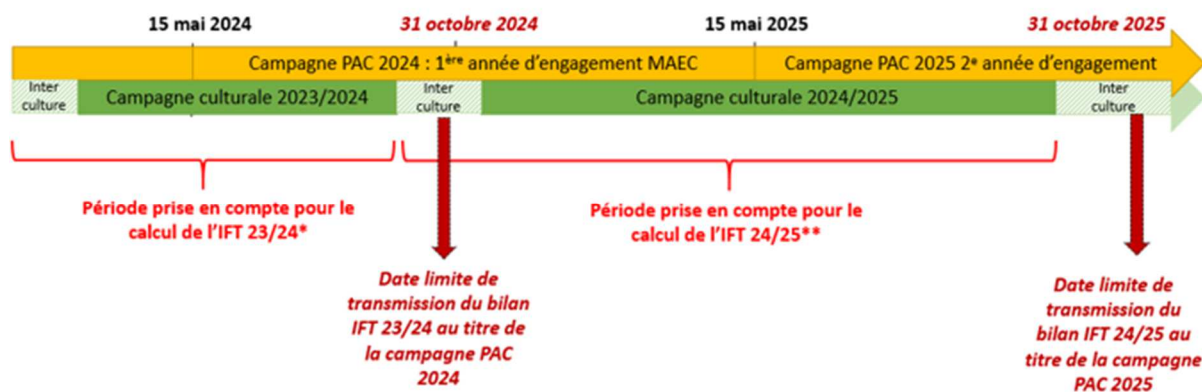 15 mai 2024
31 octobre 2024
15 mai 2025
31 octobre 2025
Campagne PAC 2024 : 1ère année d'engagement MAEC
Campagne PAC 2025 2e année d'engagement
Inter
culture
Campagne culturale 2023/2024
Inter
culture
Campagne culturale 2024/2025
Inter
culture
Période prise en compte pour le
calcul de l'IFT 23/24*
Période prise en compte pour le
calcul de l'IFT 24/25**
Date limite de
transmission du bilan
IFT 23/24 au titre de
la campagne PAC
2024
Date limite de
transmission du
bilan IFT 24/25 au
titre de la campagne
PAC 2025